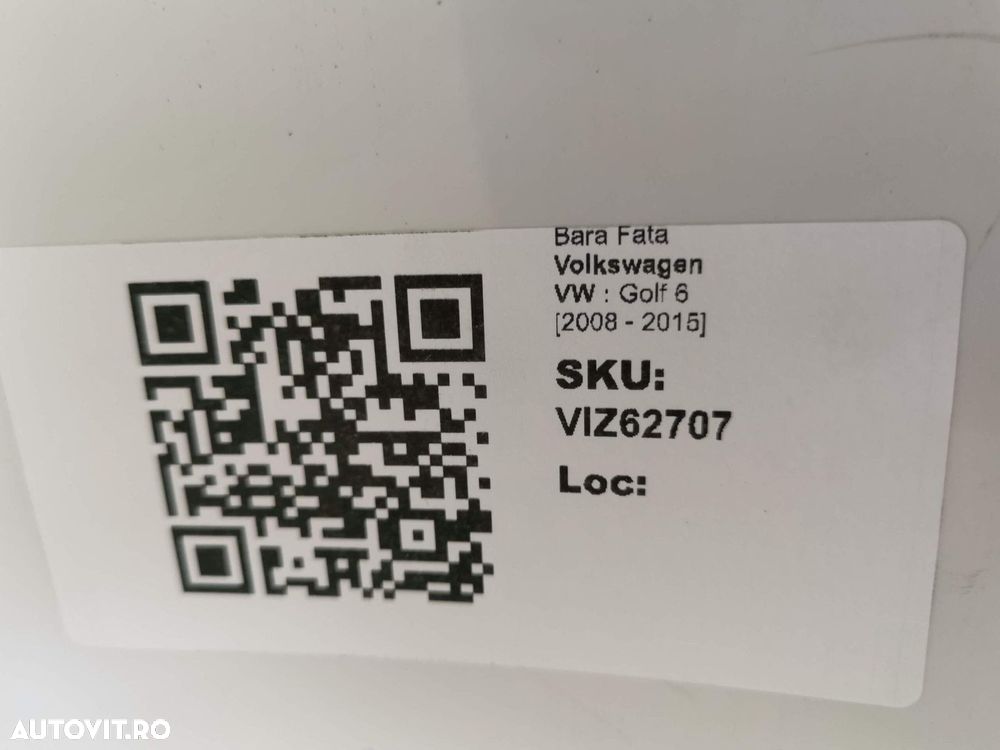 Bara Fata
Volkswagen
VW : Golf 6
[2008 - 2015]
SKU:
VIZ62707
Loc:
AUTOVIT.RO